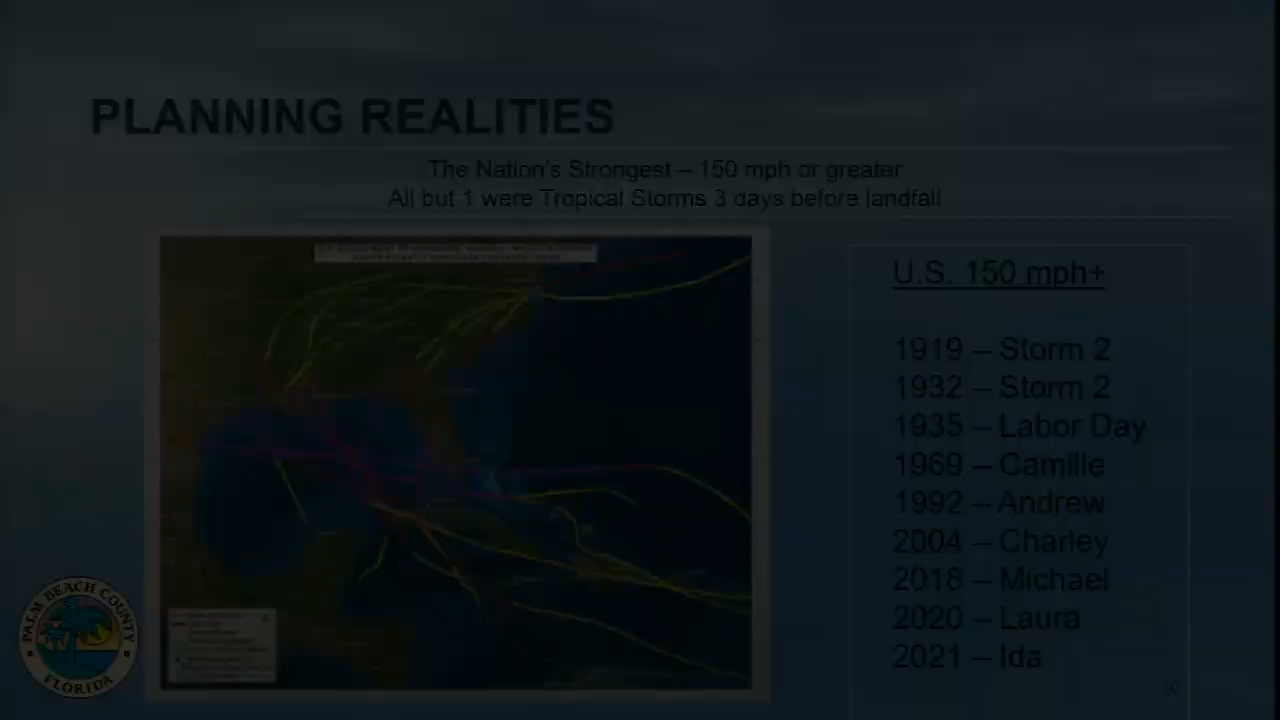 PLANNING REALITIES
The Nation's Strongest – 150 mph or greater
All but 1 were Tropical Storms 3 days before landfall
U.S. 150 mph+
1919 – Storm 2
1932 – Storm 2
1935 – Labor Day
1969 – Camille
1992 – Andrew
2004 – Charley
2018 – Michael
2020 – Laura
2021 – Ida
PALM BEACH COUNTY
FLORIDA